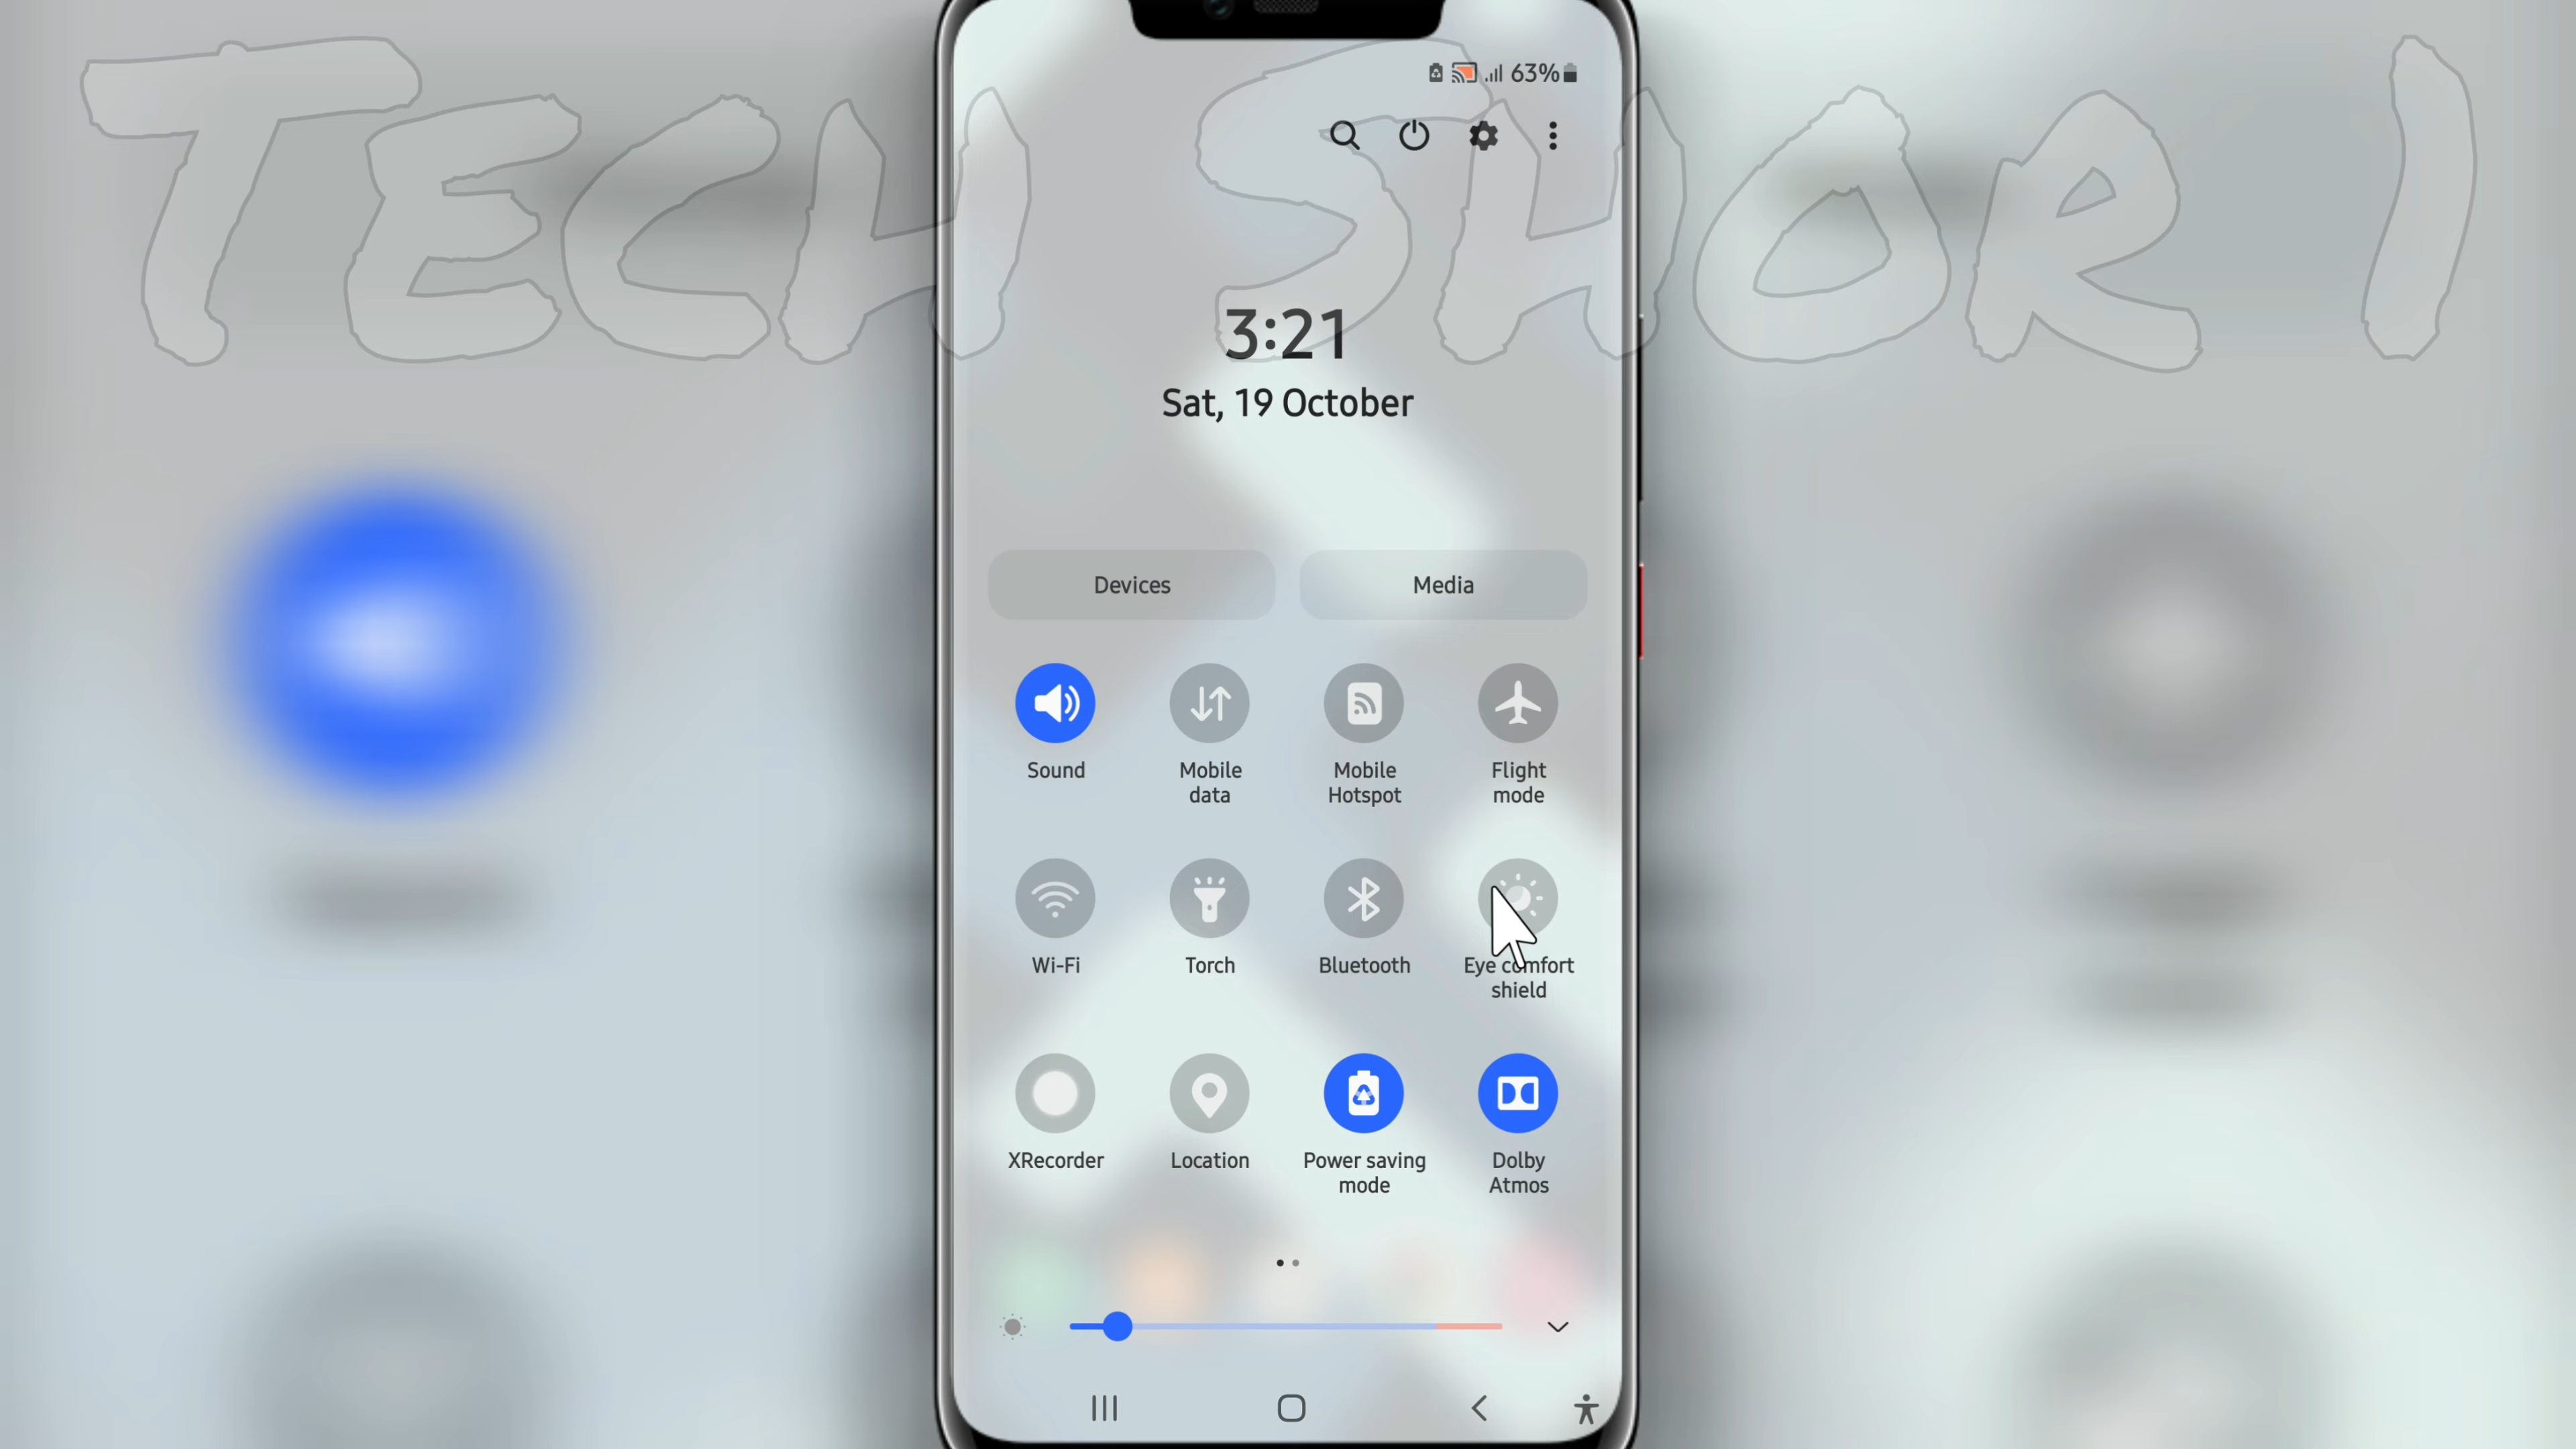 TECH SHOR I
63%
3:21
Sat, 19 October
Devices
Media
Sound
Mobile
data
Mobile
Hotspot
Flight
mode
Wi-Fi
Torch
Bluetooth
Eye comfort
shield
XRecorder
Location
Power saving
mode
Dolby
Atmos